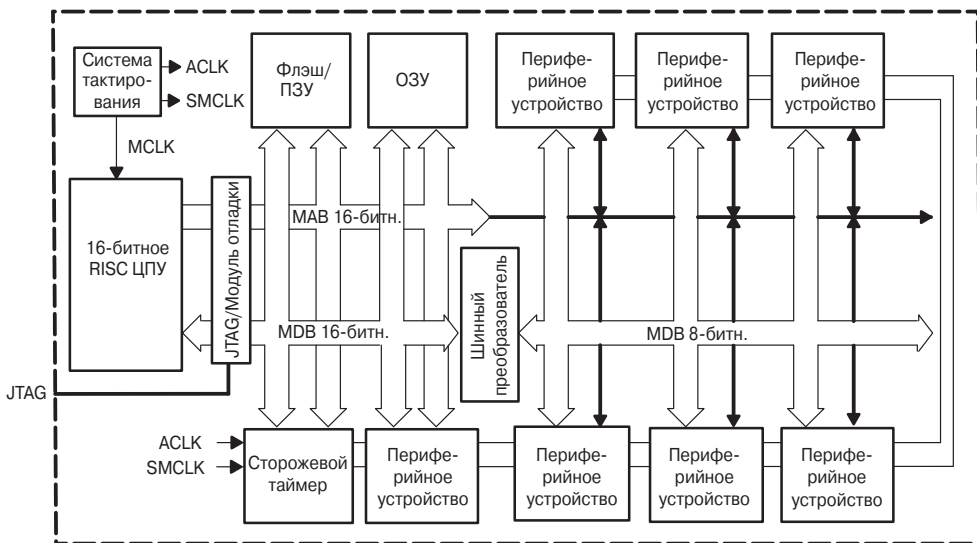 Система
тактиро-
вания
ACLK
SMCLK
MCLK
Флэш/
ПЗУ
ОЗУ
Перифе-
рийное
устройство
Перифе-
рийное
устройство
Перифе-
рийное
устройство
16-битное
RISC ЦПУ
JTAG/Модуль отладки
MAB 16-битн.
MDB 16-битн.
Шинный
преобразователь
MDB 8-битн.
JTAG
ACLK
SMCLK
Сторожевой
таймер
Перифе-
рийное
устройство
Перифе-
рийное
устройство
Перифе-
рийное
устройство
Перифе-
рийное
устройство